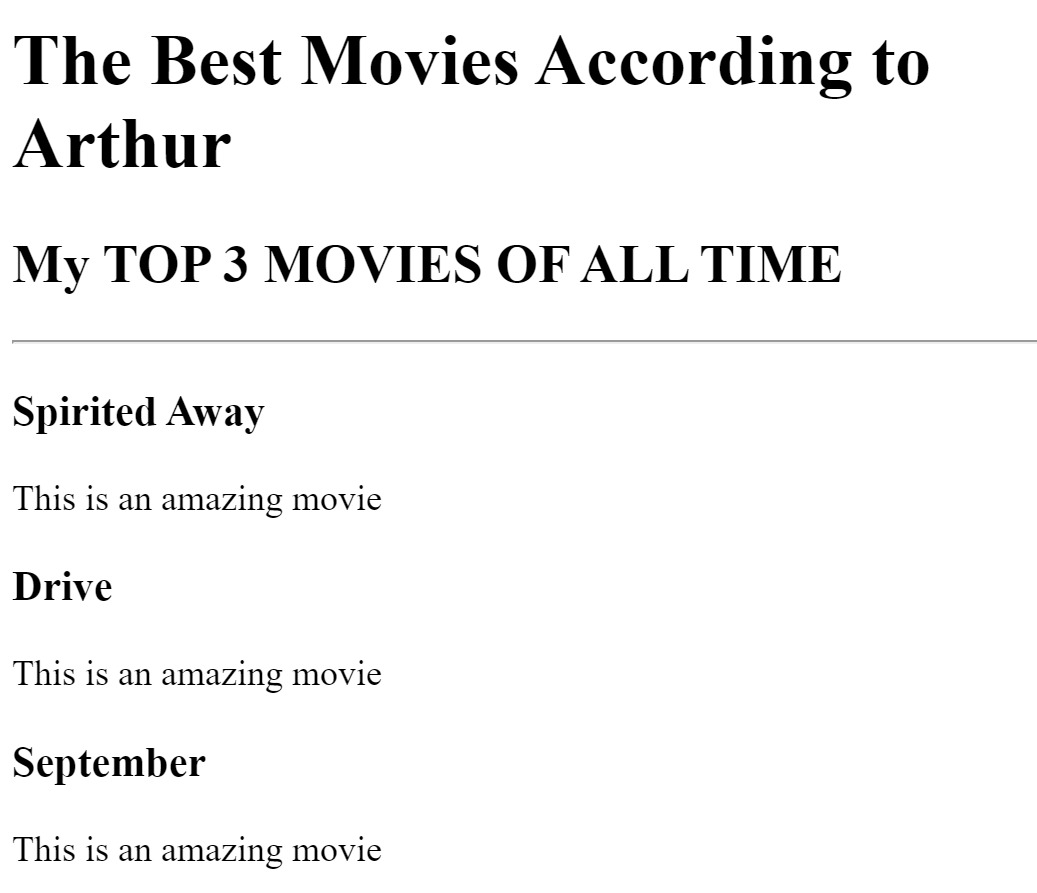 The Best Movies According to
Arthur
My TOP 3 MOVIES OF ALL TIME
Spirited Away
This is an amazing movie
Drive
This is an amazing movie
September
This is an amazing movie